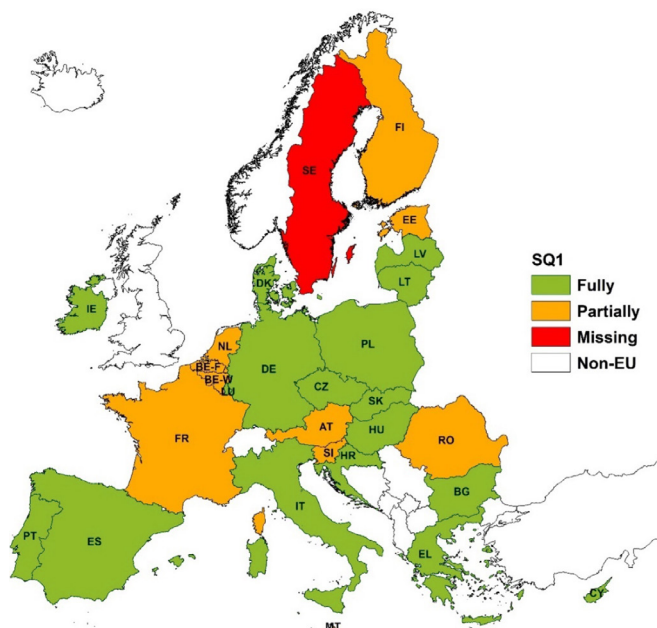 FI
SE
EE
SQ1
LV
Fully
DK
LT
IE
Partially
NL
PL
Missing
BE-F
DE
BE-W
Non-EU
LU
CZ
SK
FR
AT
HU
RO
SI
HR
BG
IT
PT
ES
EL
CY
MT